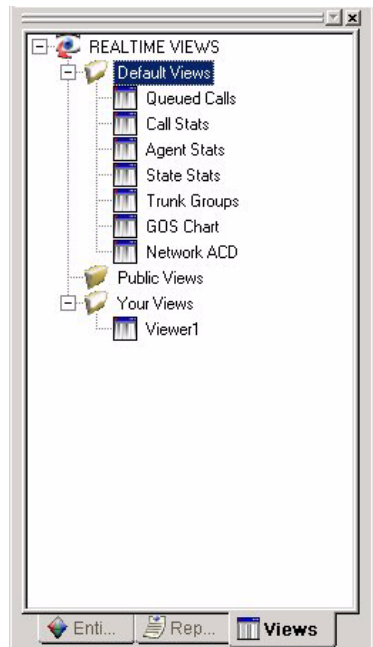 REALTIME VIEWS
Default Views
Queued Calls
Call Stats
Agent Stats
State Stats
Trunk Groups
GOS Chart
Network ACD
Public Views
Your Views
Viewer1
Enti... Rep... Views